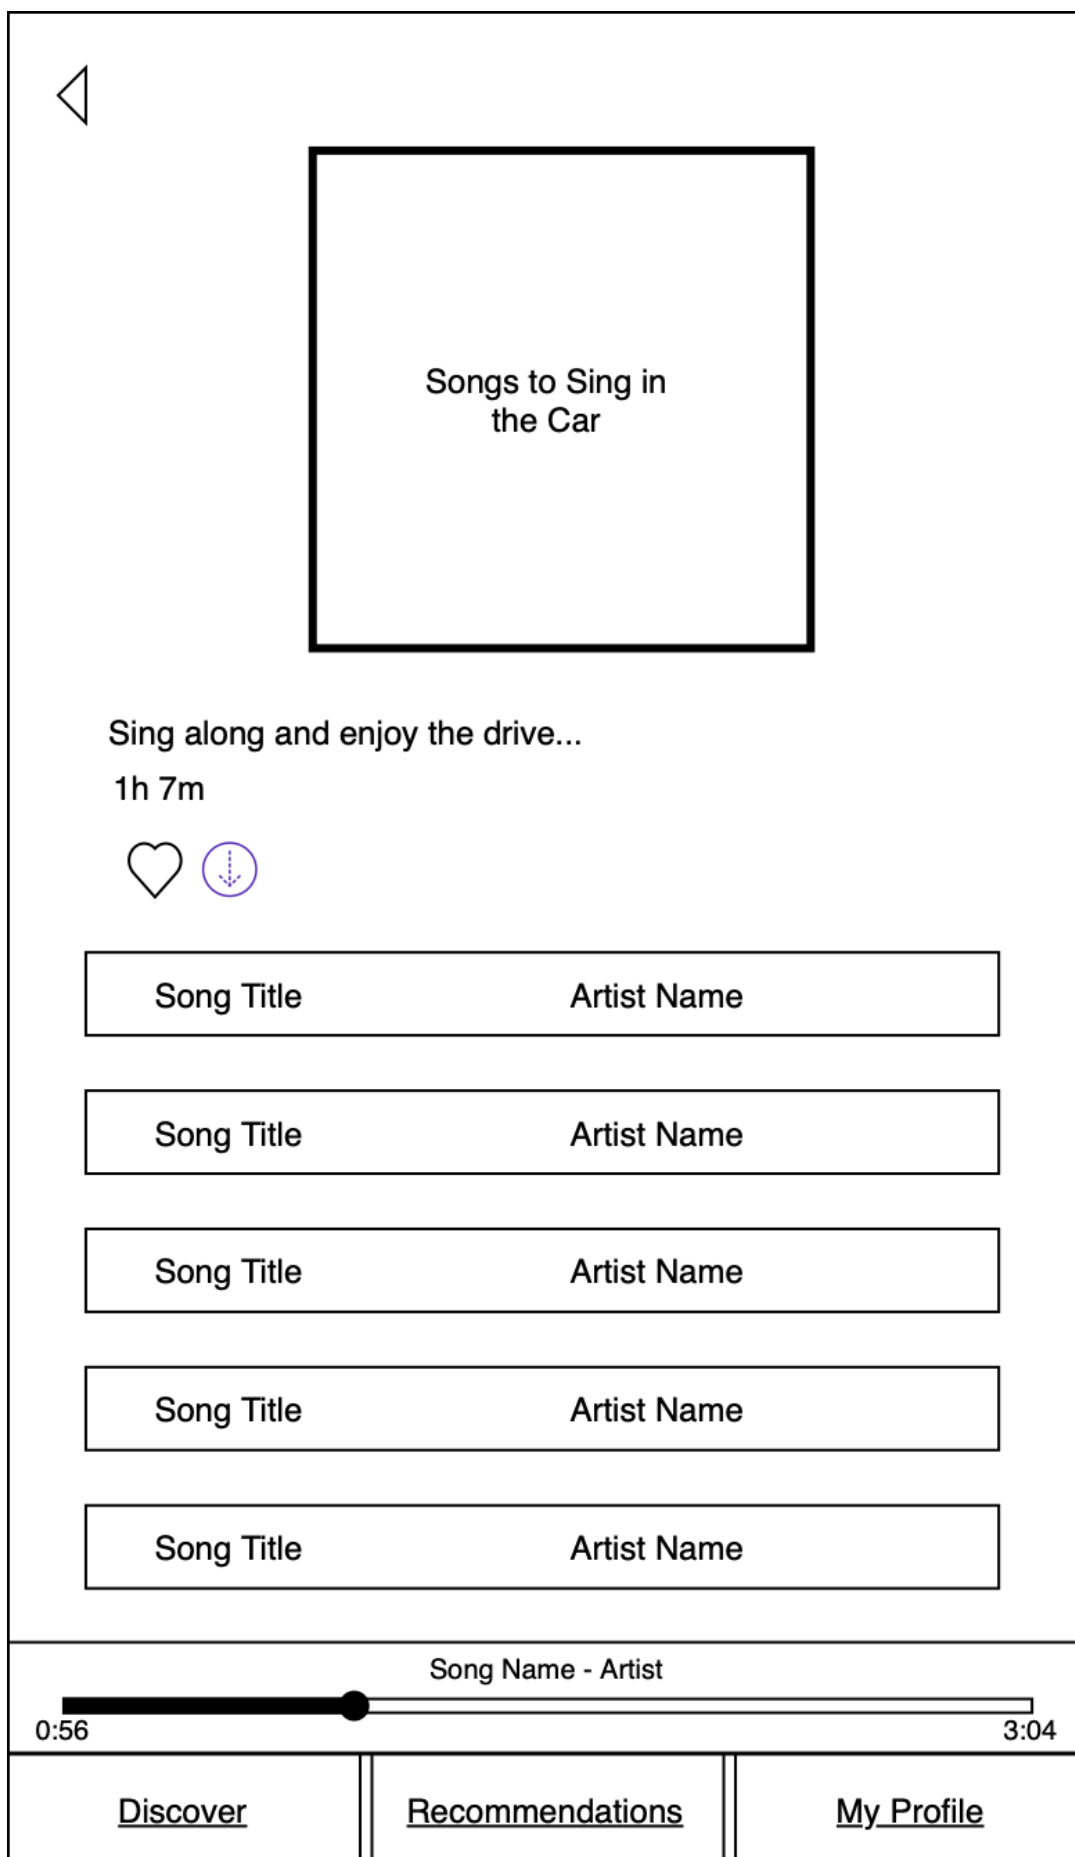 Songs to Sing in
the Car
Sing along and enjoy the drive...
1h 7m
Song Title Artist Name
Song Title Artist Name
Song Title Artist Name
Song Title Artist Name
Song Title Artist Name
Song Name - Artist
0:56 3:04
Discover Recommendations My Profile